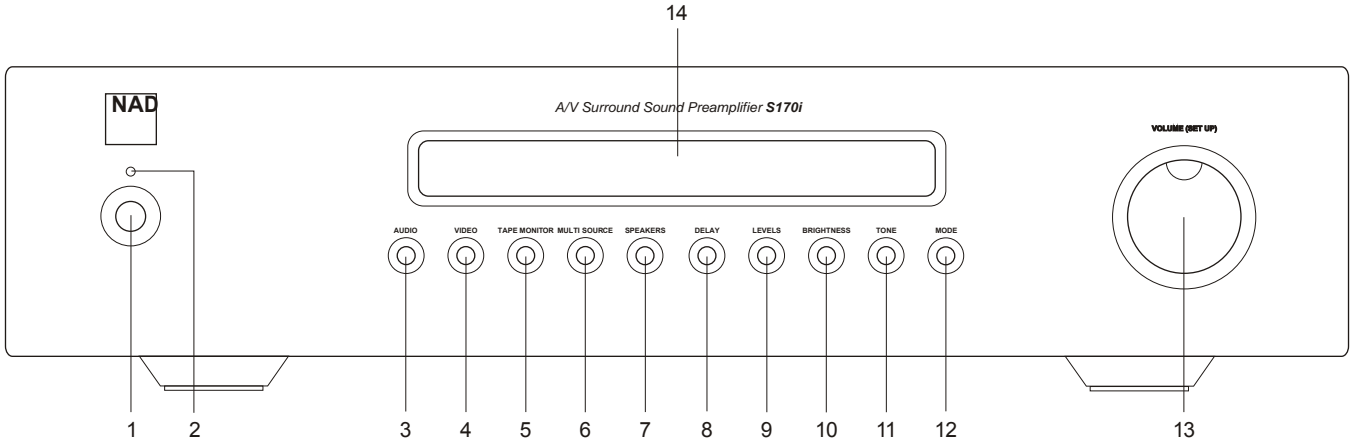 14
NAD
A/V Surround Sound Preamplifier S170i
VOLUME (SET UP)
AUDIO VIDEO TAPE MONITOR MULTI SOURCE SPEAKERS DELAY LEVELS BRIGHTNESS TONE MODE
1 2 3 4 5 6 7 8 9 10 11 12 13